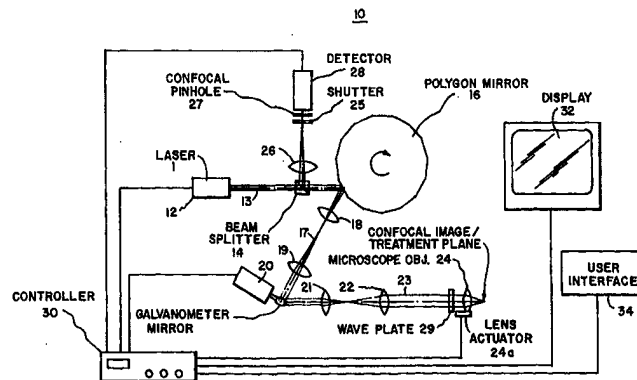 10
DETECTOR
28
CONFOCAL
PINHOLE
27
SHUTTER
25
POLYGON MIRROR
16
DISPLAY
32
26
LASER
1
12
13
BEAM
SPLITTER
14
18
17
CONFOCAL IMAGE/
TREATMENT PLANE
MICROSCOPE OBJ. 24
19
20
USER
INTERFACE
34
CONTROLLER
30
GALVANOMETER
MIRROR
21
22
23
WAVE PLATE 29
LENS
ACTUATOR
24a